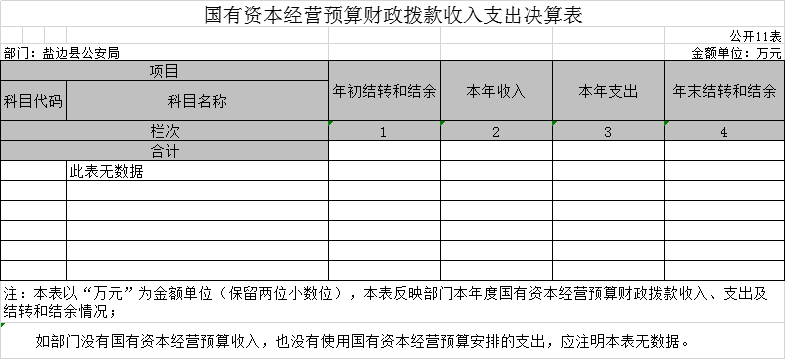 国有资本经营预算财政拨款收入支出决算表
公开11表
部门：盐边县公安局 金额单位：万元
项目 年初结转和结余 本年收入 本年支出 年末结转和结余
科目代码 科目名称
栏次 1 2 3 4
合计
此表无数据
注：本表以“万元”为金额单位（保留两位小数位），本表反映部门本年度国有资本经营预算财政拨款收入、支出及
结转和结余情况；
如部门没有国有资本经营预算收入，也没有使用国有资本经营预算安排的支出，应注明本表无数据。